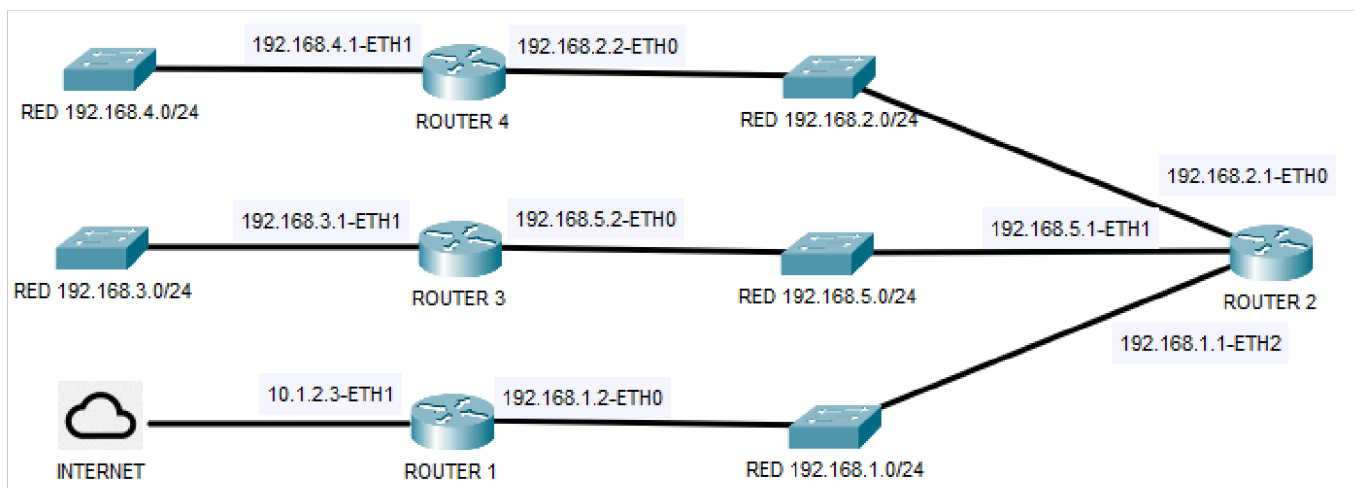 192.168.4.1-ETH1
192.168.2.2-ETH0
RED 192.168.4.0/24
ROUTER 4
RED 192.168.2.0/24
192.168.2.1-ETH0
192.168.3.1-ETH1
192.168.5.2-ETH0
192.168.5.1-ETH1
RED 192.168.3.0/24
ROUTER 3
RED 192.168.5.0/24
ROUTER 2
192.168.1.1-ETH2
10.1.2.3-ETH1
192.168.1.2-ETH0
INTERNET
ROUTER 1
RED 192.168.1.0/24